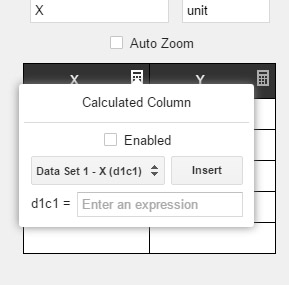 X unit
Auto Zoom
X Y
Calculated Column
Enabled
Data Set 1 - X (d1c1) Insert
d1c1 = Enter an expression